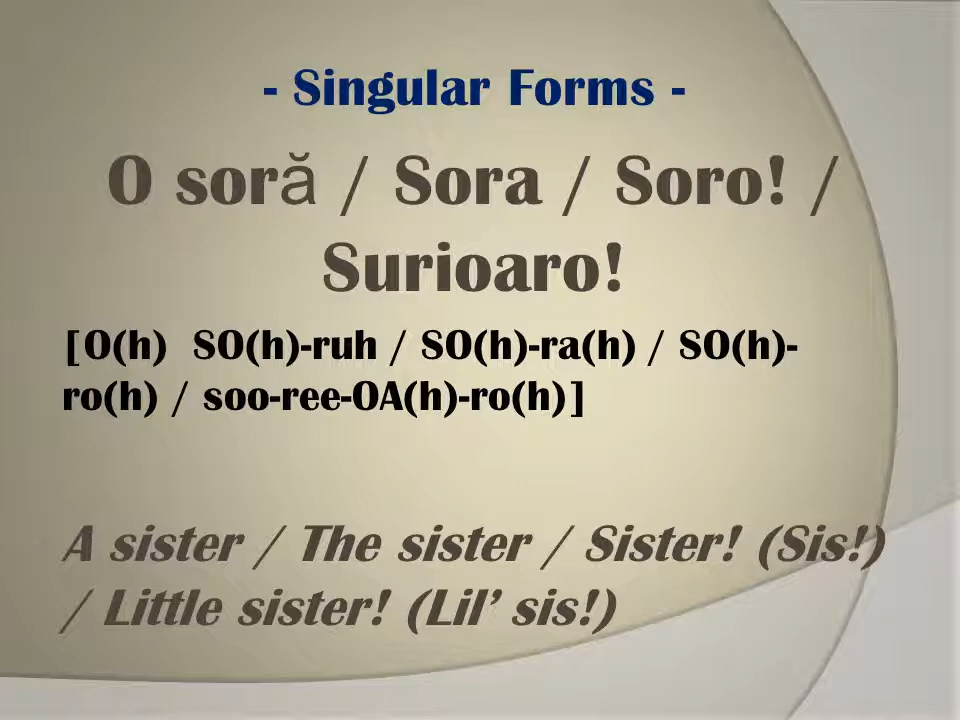 - Singular Forms -
O soră / Sora / Soro! /
Surioaro!
[O(h)  SO(h)-ruh / SO(h)-ra(h) / SO(h)-
ro(h) / soo-ree-OA(h)-ro(h)]
A sister / The sister / Sister! (Sis!)
/ Little sister! (Lil’ sis!)